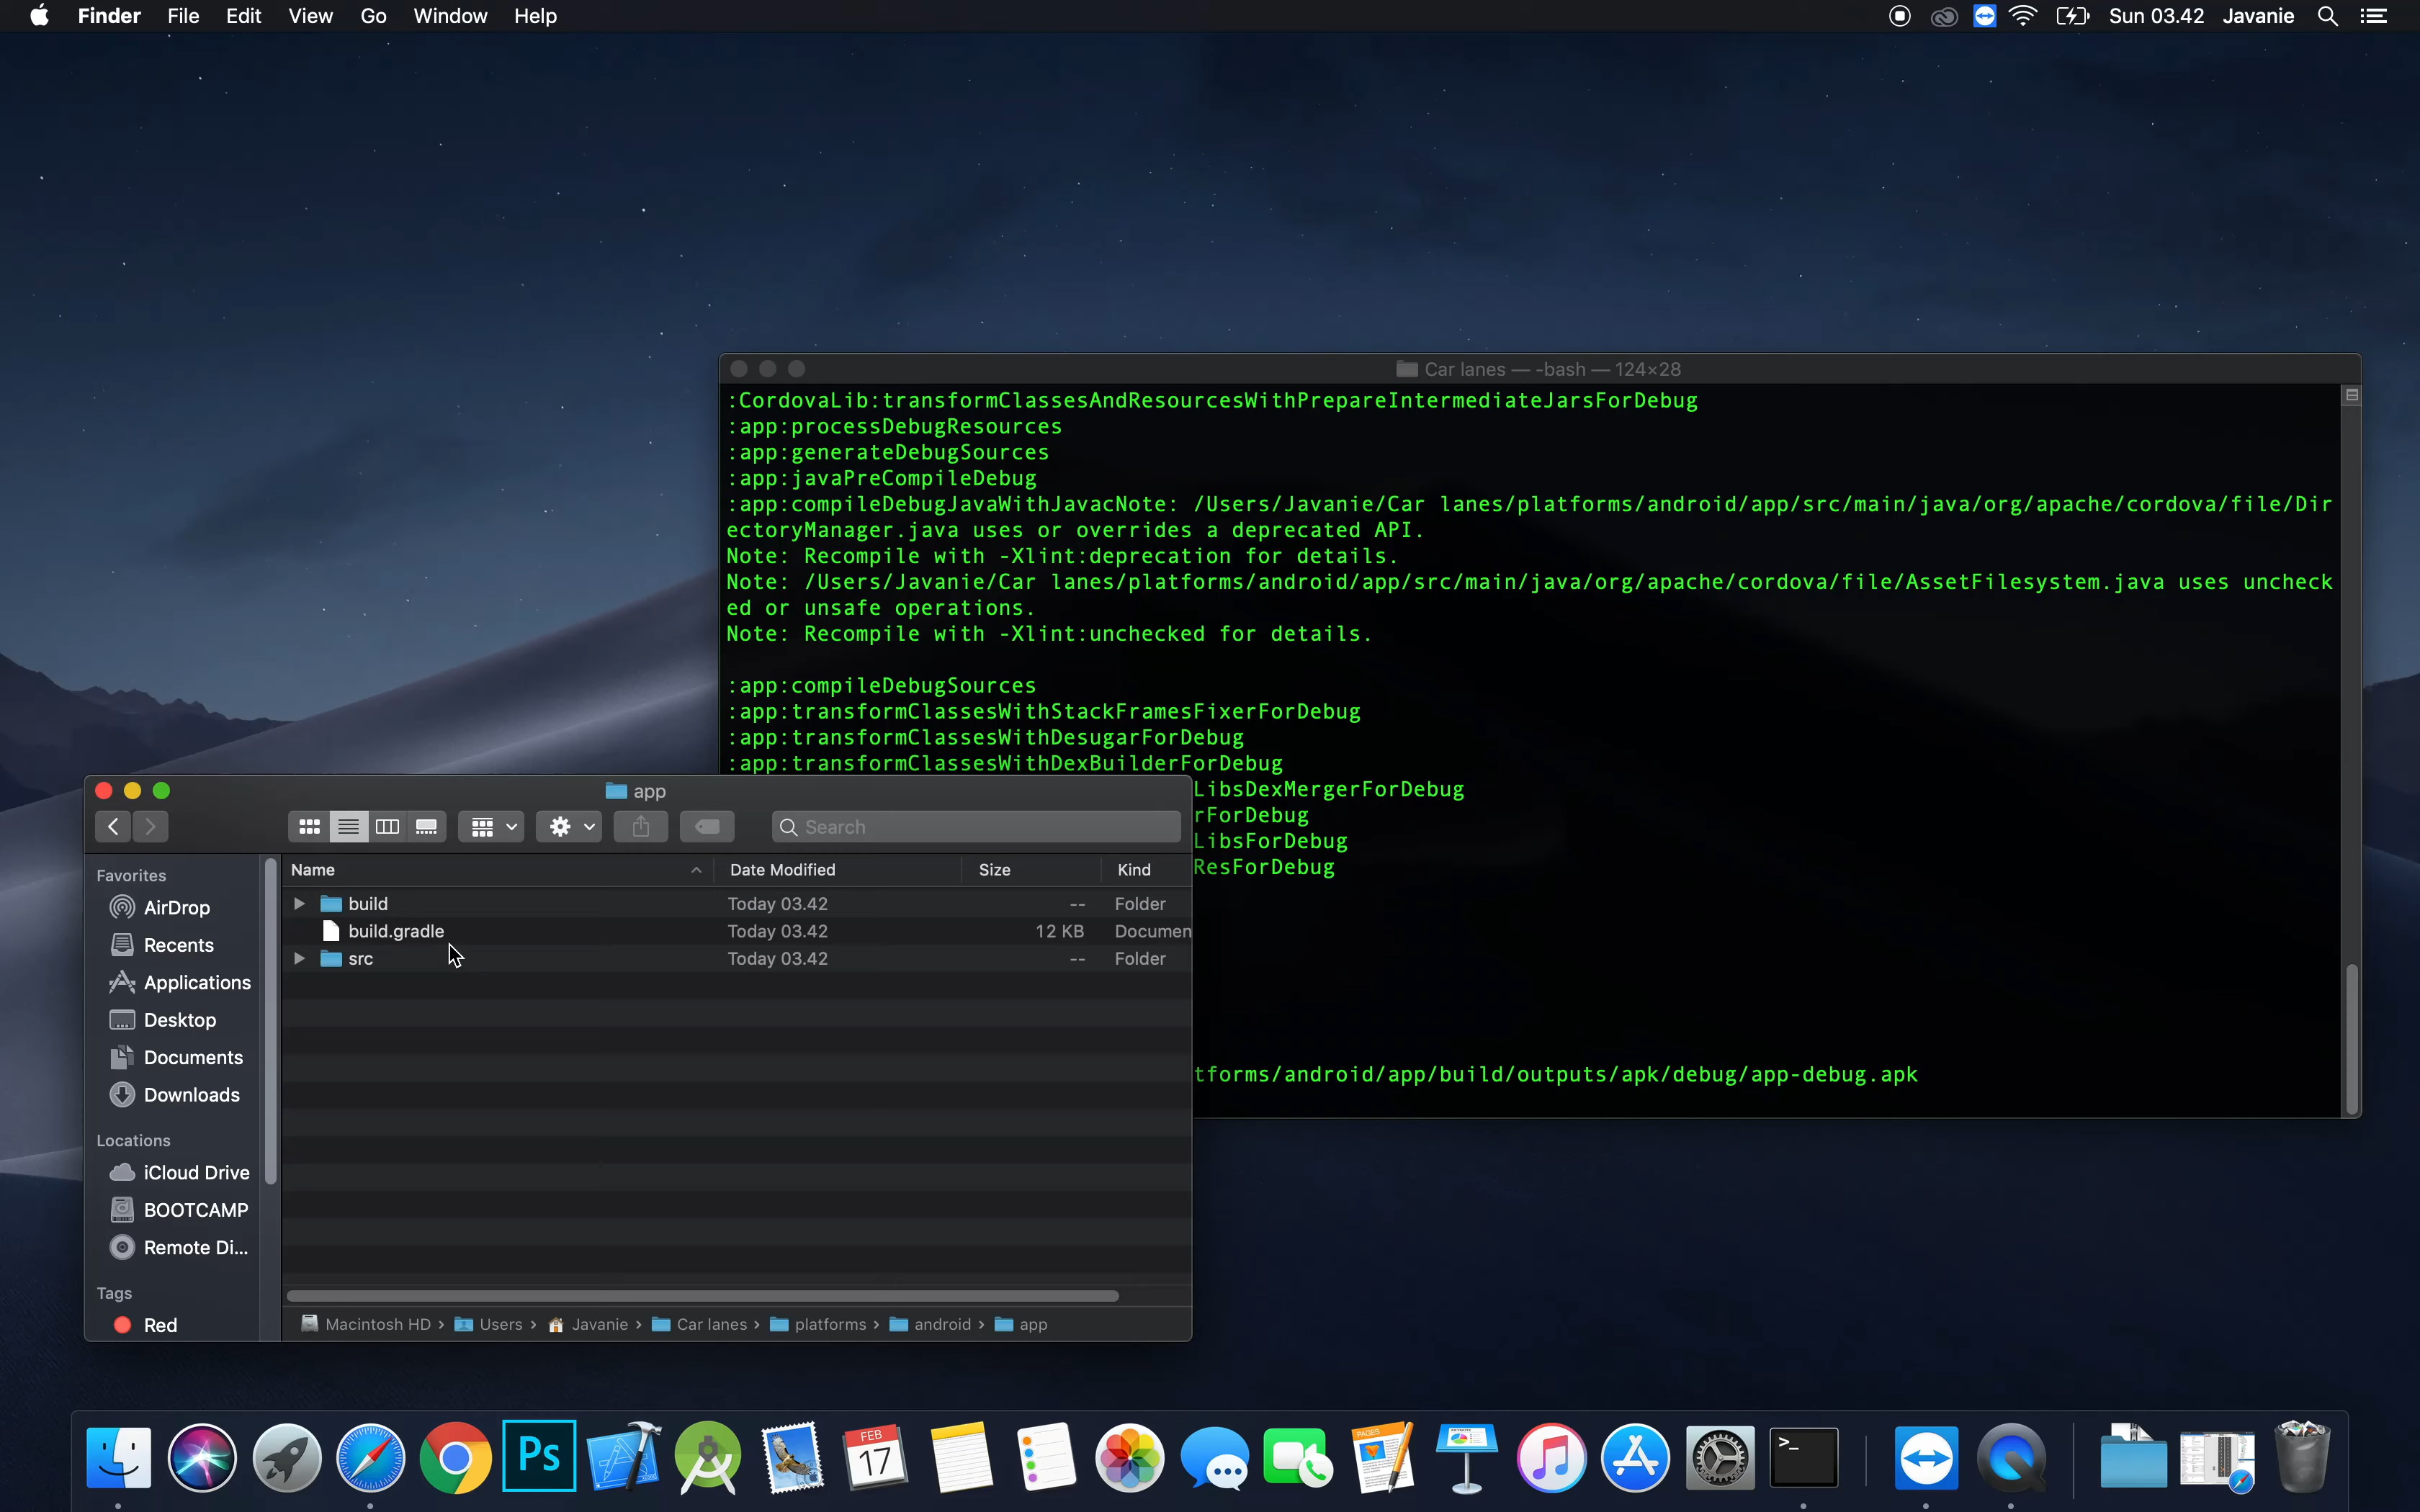 Finder File Edit View Go Window Help Sun 03.42 Javanie
Car lanes — -bash — 124×28
:CordovaLib:transformClassesAndResourcesWithPrepareIntermediateJarsForDebug
:app:processDebugResources
:app:generateDebugSources
:app:javaPreCompileDebug
:app:compileDebugJavaWithJavacNote: /Users/Javanie/Car lanes/platforms/android/app/src/main/java/org/apache/cordova/file/Dir
ectoryManager.java uses or overrides a deprecated API.
Note: Recompile with -Xlint:deprecation for details.
Note: /Users/Javanie/Car lanes/platforms/android/app/src/main/java/org/apache/cordova/file/AssetFilesystem.java uses uncheck
ed or unsafe operations.
Note: Recompile with -Xlint:unchecked for details.
:app:compileDebugSources
:app:transformClassesWithStackFramesFixerForDebug
:app:transformClassesWithDesugarForDebug
:app:transformClassesWithDexBuilderForDebug
LibsDexMergerForDebug
rForDebug
LibsForDebug
ResForDebug
tforms/android/app/build/outputs/apk/debug/app-debug.apk
app
Search
Favorites
AirDrop
Recents
Applications
Desktop
Documents
Downloads
Locations
iCloud Drive
BOOTCAMP
Remote Di...
Tags
Red
Name Date Modified Size Kind
build Today 03.42 -- Folder
build.gradle Today 03.42 12 KB Documen
src Today 03.42 -- Folder
Macintosh HD › Users › Javanie › Car lanes › platforms › android › app
Ps
FEB
17
PAGES
>_